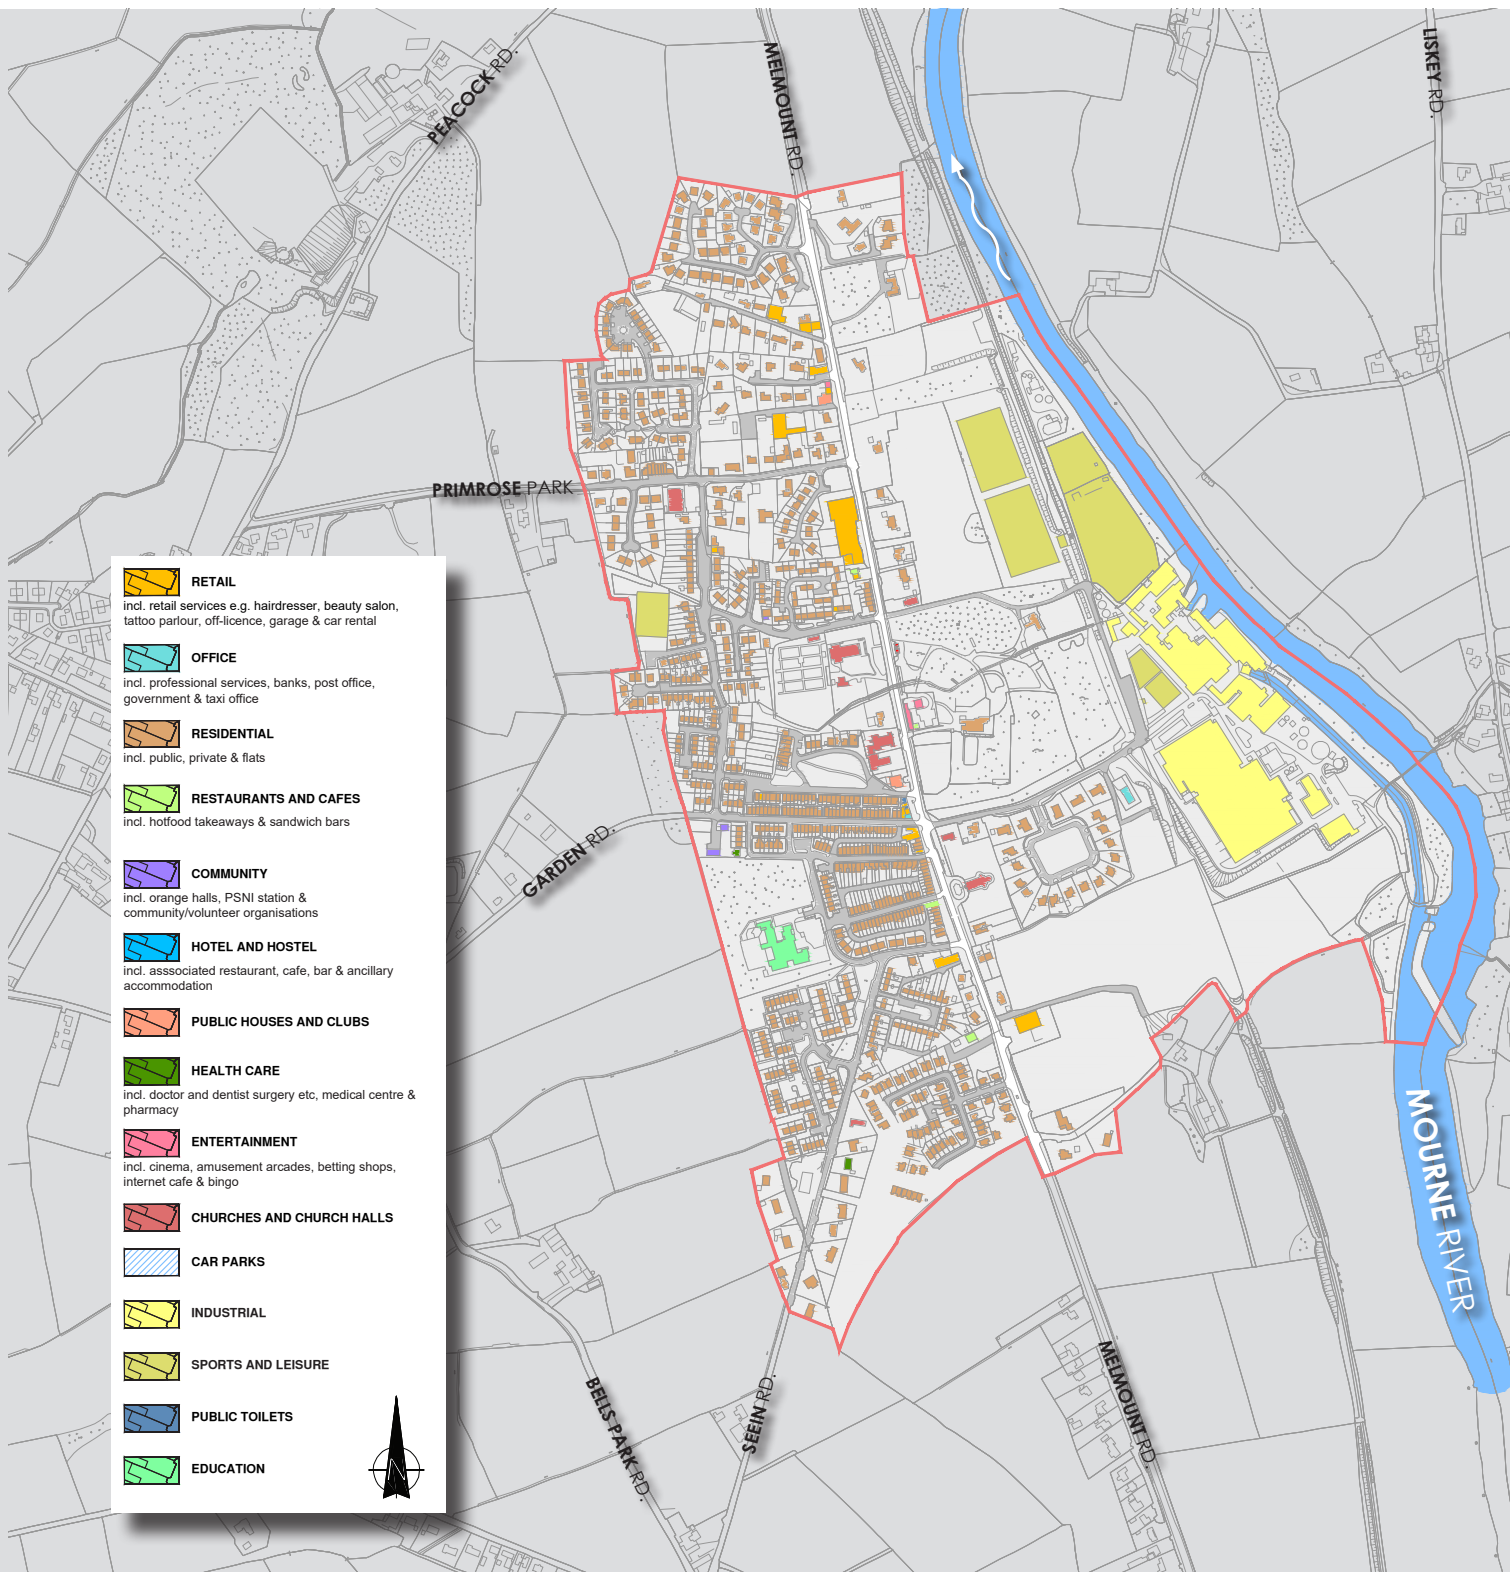 PEACOCK RD.
MELMOUNT RD.
LISKEY RD.
PRIMROSE PARK
GARDEN RD.
BELLS PARK RD.
SEEIN RD.
MELMOUNT RD.
MOURNE RIVER
RETAIL
incl. retail services e.g. hairdresser, beauty salon,
tattoo parlour, off-licence, garage & car rental
OFFICE
incl. professional services, banks, post office,
government & taxi office
RESIDENTIAL
incl. public, private & flats
RESTAURANTS AND CAFES
incl. hotfood takeaways & sandwich bars
COMMUNITY
incl. orange halls, PSNI station &
community/volunteer organisations
HOTEL AND HOSTEL
incl. asssociated restaurant, cafe, bar & ancillary
accommodation
PUBLIC HOUSES AND CLUBS
HEALTH CARE
incl. doctor and dentist surgery etc, medical centre &
pharmacy
ENTERTAINMENT
incl. cinema, amusement arcades, betting shops,
internet cafe & bingo
CHURCHES AND CHURCH HALLS
CAR PARKS
INDUSTRIAL
SPORTS AND LEISURE
PUBLIC TOILETS
EDUCATION
N